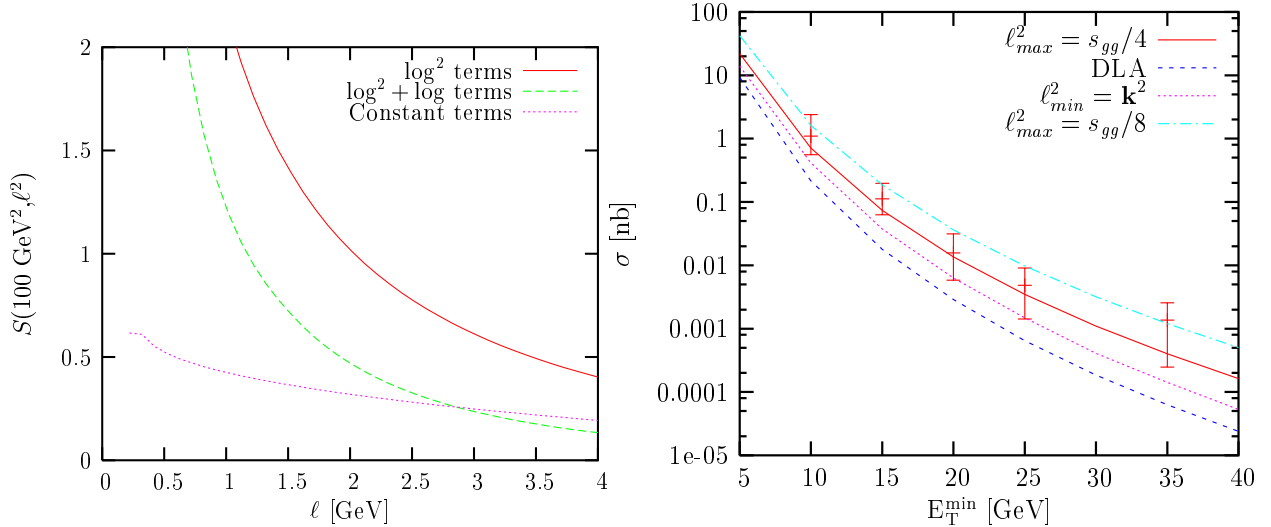 2
1.5
1
0.5
0
0 0.5 1 1.5 2 2.5 3 3.5 4
S(100 GeV²,ℓ²)
ℓ [GeV]
log² terms
log² + log terms
Constant terms
100
10
1
0.1
0.01
0.001
0.0001
1e-05
5 10 15 20 25 30 35 40
σ [nb]
E_T^min [GeV]
ℓ²_max = s_gg/4
DLA
ℓ²_min = k²
ℓ²_max = s_gg/8